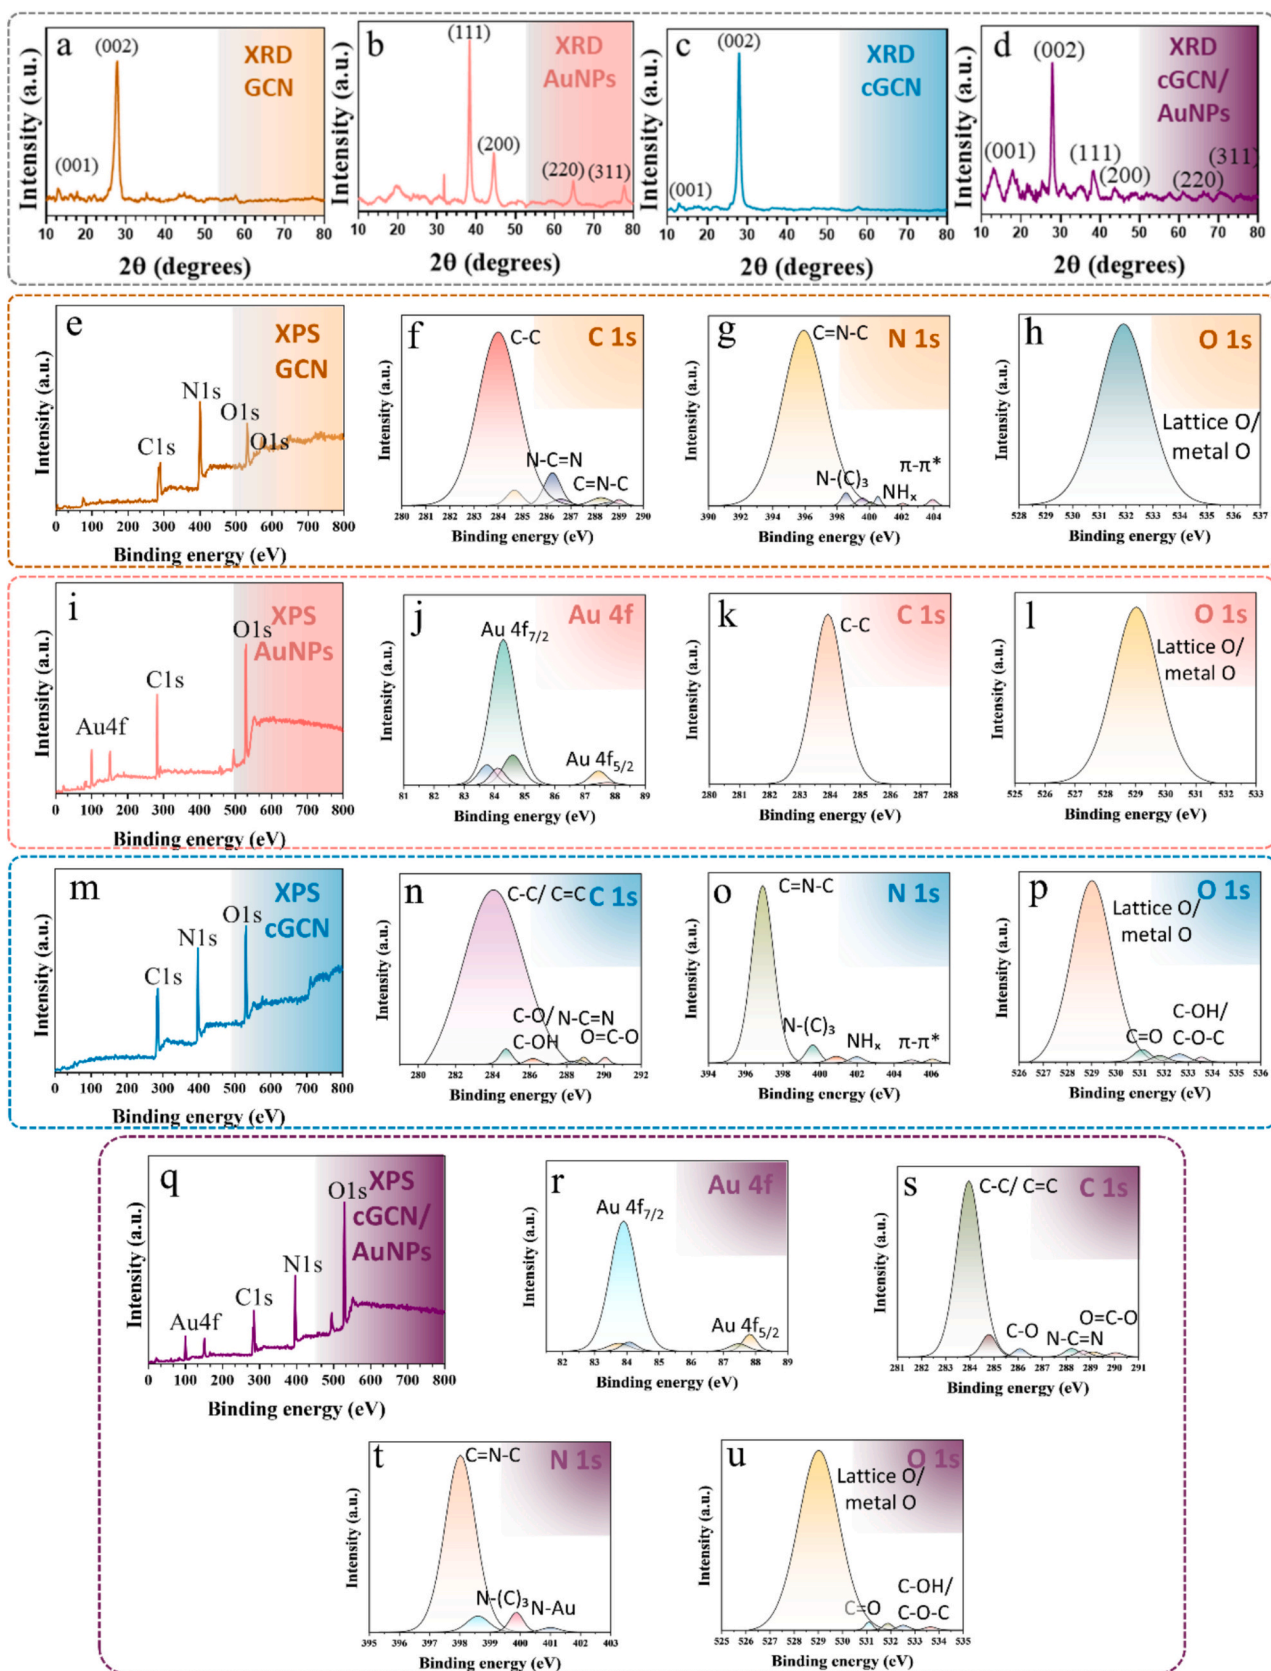 a
XRD
GCN
(002)
(001)
Intensity (a.u.)
10 20 30 40 50 60 70 80
2θ (degrees)
b
XRD
AuNPs
(111)
(200)
(220)
(311)
Intensity (a.u.)
10 20 30 40 50 60 70 80
2θ (degrees)
c
XRD
cGCN
(002)
(001)
Intensity (a.u.)
10 20 30 40 50 60 70 80
2θ (degrees)
d
XRD
cGCN/
AuNPs
(002)
(001)
(111)
(200)
(220)
(311)
Intensity (a.u.)
10 20 30 40 50 60 70 80
2θ (degrees)
e
XPS
GCN
N1s
O1s
O1s
C1s
Intensity (a.u.)
0 100 200 300 400 500 600 700 800
Binding energy (eV)
f
C 1s
C-C
N-C=N
C=N-C
Intensity (a.u.)
280 281 282 283 284 285 286 287 288 289 290
Binding energy (eV)
g
N 1s
C=N-C
N-(C)₃
NHₓ
π-π*
Intensity (a.u.)
390 392 394 396 398 400 402 404
Binding energy (eV)
h
O 1s
Lattice O/
metal O
Intensity (a.u.)
528 529 530 531 532 533 534 535 536 537
Binding energy (eV)
i
XPS
AuNPs
O1s
C1s
Au4f
Intensity (a.u.)
0 100 200 300 400 500 600 700 800
Binding energy (eV)
j
Au 4f
Au 4f₇/₂
Au 4f₅/₂
Intensity (a.u.)
81 82 83 84 85 86 87 88 89
Binding energy (eV)
k
C 1s
C-C
Intensity (a.u.)
280 281 282 283 284 285 286 287 288
Binding energy (eV)
l
O 1s
Lattice O/
metal O
Intensity (a.u.)
525 526 527 528 529 530 531 532 533
Binding energy (eV)
m
XPS
cGCN
O1s
N1s
C1s
Intensity (a.u.)
0 100 200 300 400 500 600 700 800
Binding energy (eV)
n
C 1s
C-C/ C=C
C-O/
C-OH
N-C=N
O=C-O
Intensity (a.u.)
280 282 284 286 288 290 292
Binding energy (eV)
o
N 1s
C=N-C
N-(C)₃
NHₓ
π-π*
Intensity (a.u.)
394 396 398 400 402 404 406
Binding energy (eV)
p
O 1s
Lattice O/
metal O
C=O
C-OH/
C-O-C
Intensity (a.u.)
526 527 528 529 530 531 532 533 534 535 536
Binding energy (eV)
q
XPS
cGCN/
AuNPs
O1s
N1s
C1s
Au4f
Intensity (a.u.)
0 100 200 300 400 500 600 700 800
Binding energy (eV)
r
Au 4f
Au 4f₇/₂
Au 4f₅/₂
Intensity (a.u.)
82 83 84 85 86 87 88 89
Binding energy (eV)
s
C 1s
C-C/ C=C
C-O
N-C=N
O=C-O
Intensity (a.u.)
281 282 283 284 285 286 287 288 289 290 291
Binding energy (eV)
t
N 1s
C=N-C
N-(C)₃
N-Au
Intensity (a.u.)
395 396 397 398 399 400 401 402 403
Binding energy (eV)
u
O 1s
Lattice O/
metal O
C=O
C-OH/
C-O-C
Intensity (a.u.)
525 526 527 528 529 530 531 532 533 534 535
Binding energy (eV)